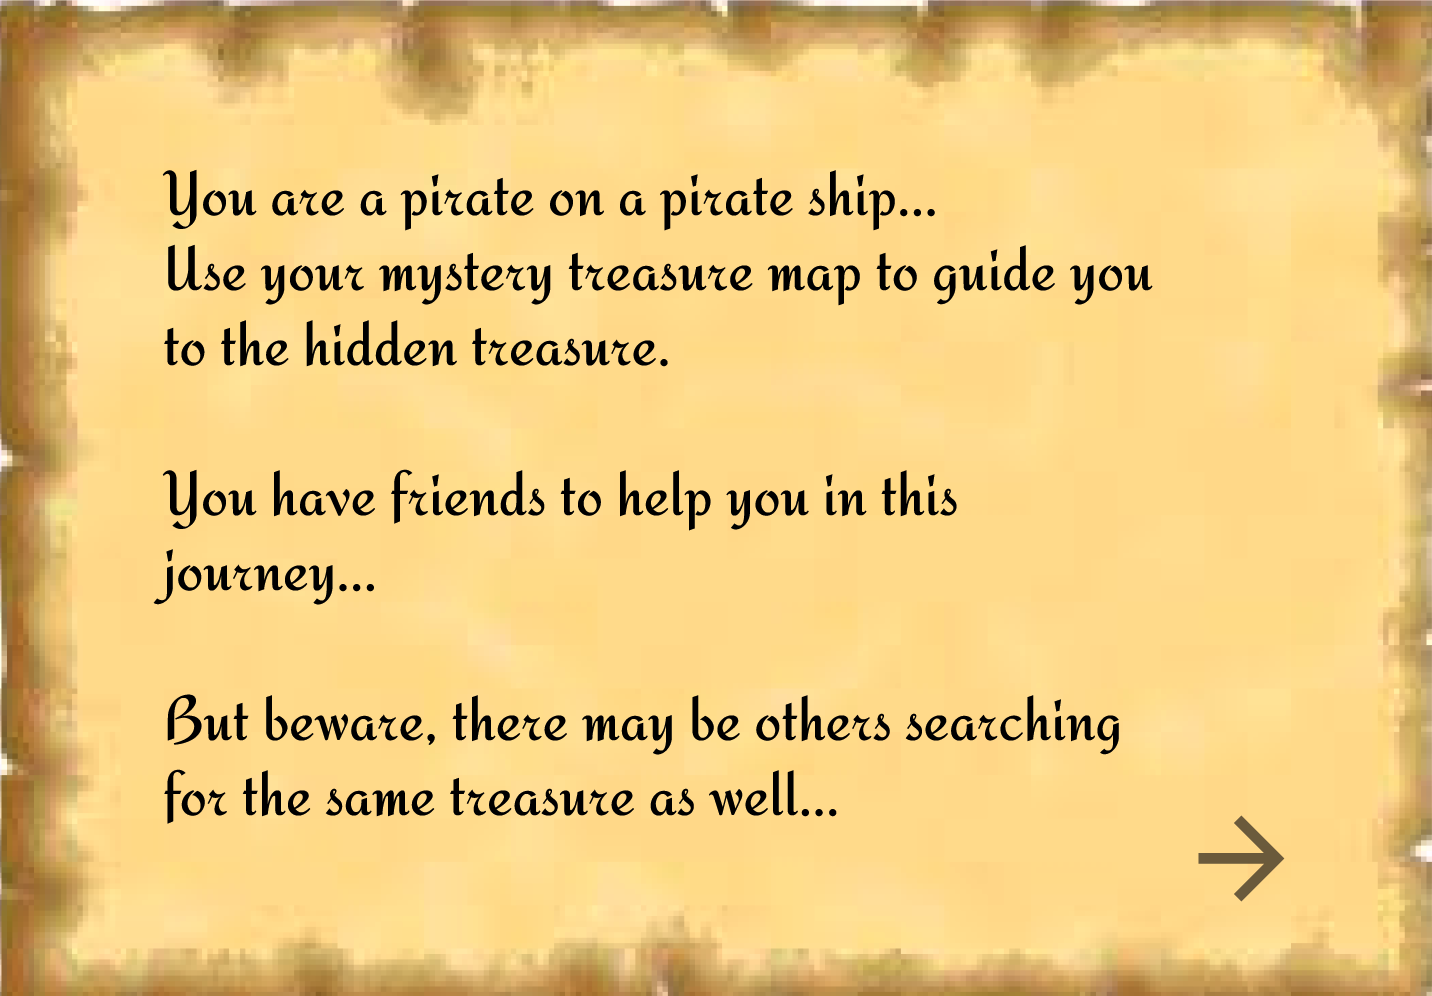 You are a pirate on a pirate ship...
Use your mystery treasure map to guide you
to the hidden treasure.
You have friends to help you in this
journey...
But beware, there may be others searching
for the same treasure as well...